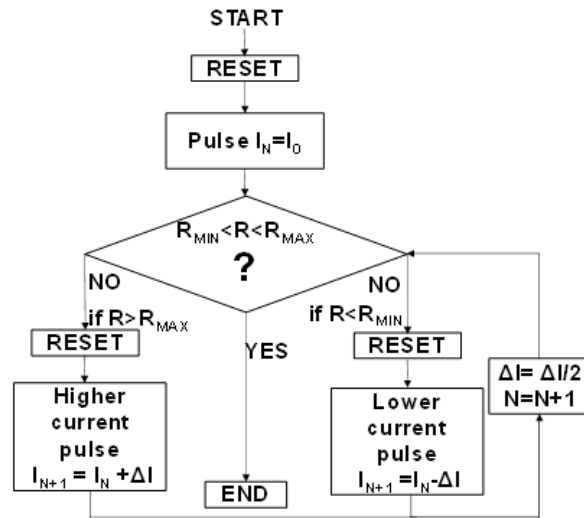 START
RESET
Pulse I_N=I_0
R_MIN<R<R_MAX
?
NO
if R>R_MAX
RESET
Higher
current
pulse
I_N+1 = I_N +ΔI
YES
END
NO
if R<R_MIN
RESET
Lower
current
pulse
I_N+1 =I_N-ΔI
ΔI= ΔI/2
N=N+1